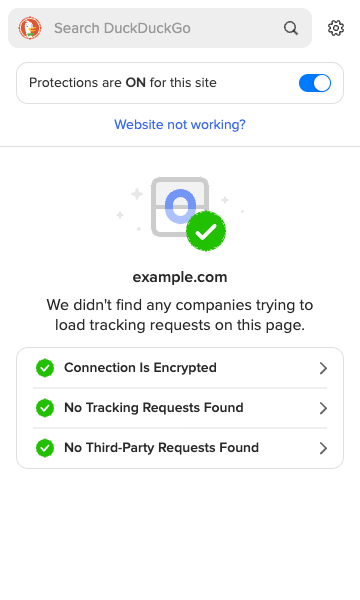 Search DuckDuckGo
Protections are ON for this site
Website not working?
example.com
We didn't find any companies trying to
load tracking requests on this page.
Connection Is Encrypted
No Tracking Requests Found
No Third-Party Requests Found